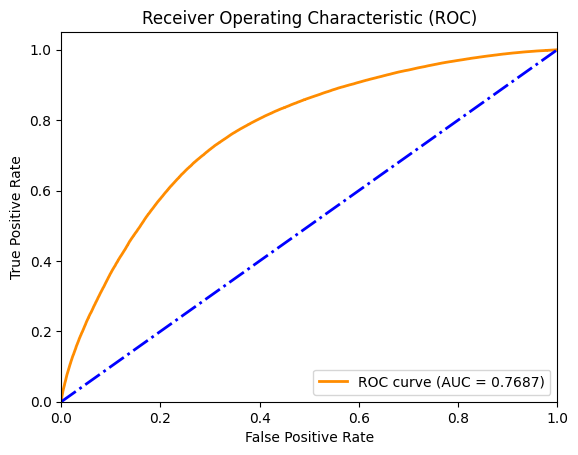 Receiver Operating Characteristic (ROC)
True Positive Rate
1.0
0.8
0.6
0.4
0.2
0.0
0.0 0.2 0.4 0.6 0.8 1.0
False Positive Rate
ROC curve (AUC = 0.7687)